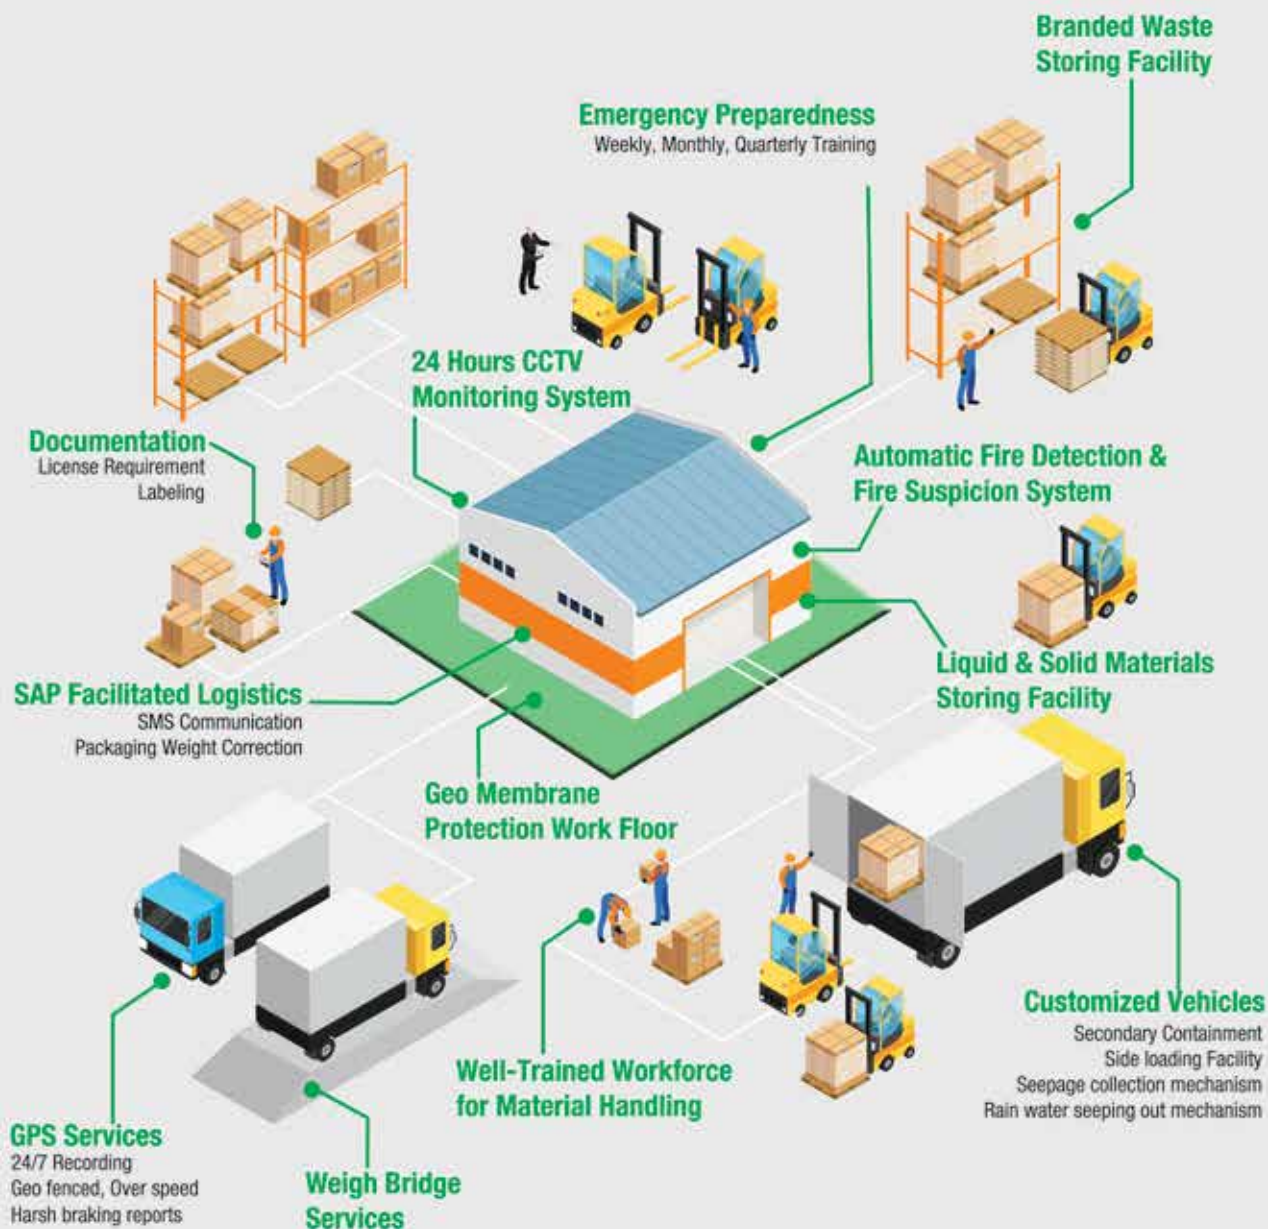 Branded Waste
Storing Facility
Emergency Preparedness
Weekly, Monthly, Quarterly Training
24 Hours CCTV
Monitoring System
Documentation
License Requirement
Labeling
Automatic Fire Detection &
Fire Suspicion System
SAP Facilitated Logistics
SMS Communication
Packaging Weight Correction
Liquid & Solid Materials
Storing Facility
Geo Membrane
Protection Work Floor
Customized Vehicles
Secondary Containment
Side loading Facility
Seepage collection mechanism
Rain water seeping out mechanism
Well-Trained Workforce
for Material Handling
GPS Services
24/7 Recording
Geo fenced, Over speed
Harsh braking reports
Weigh Bridge
Services